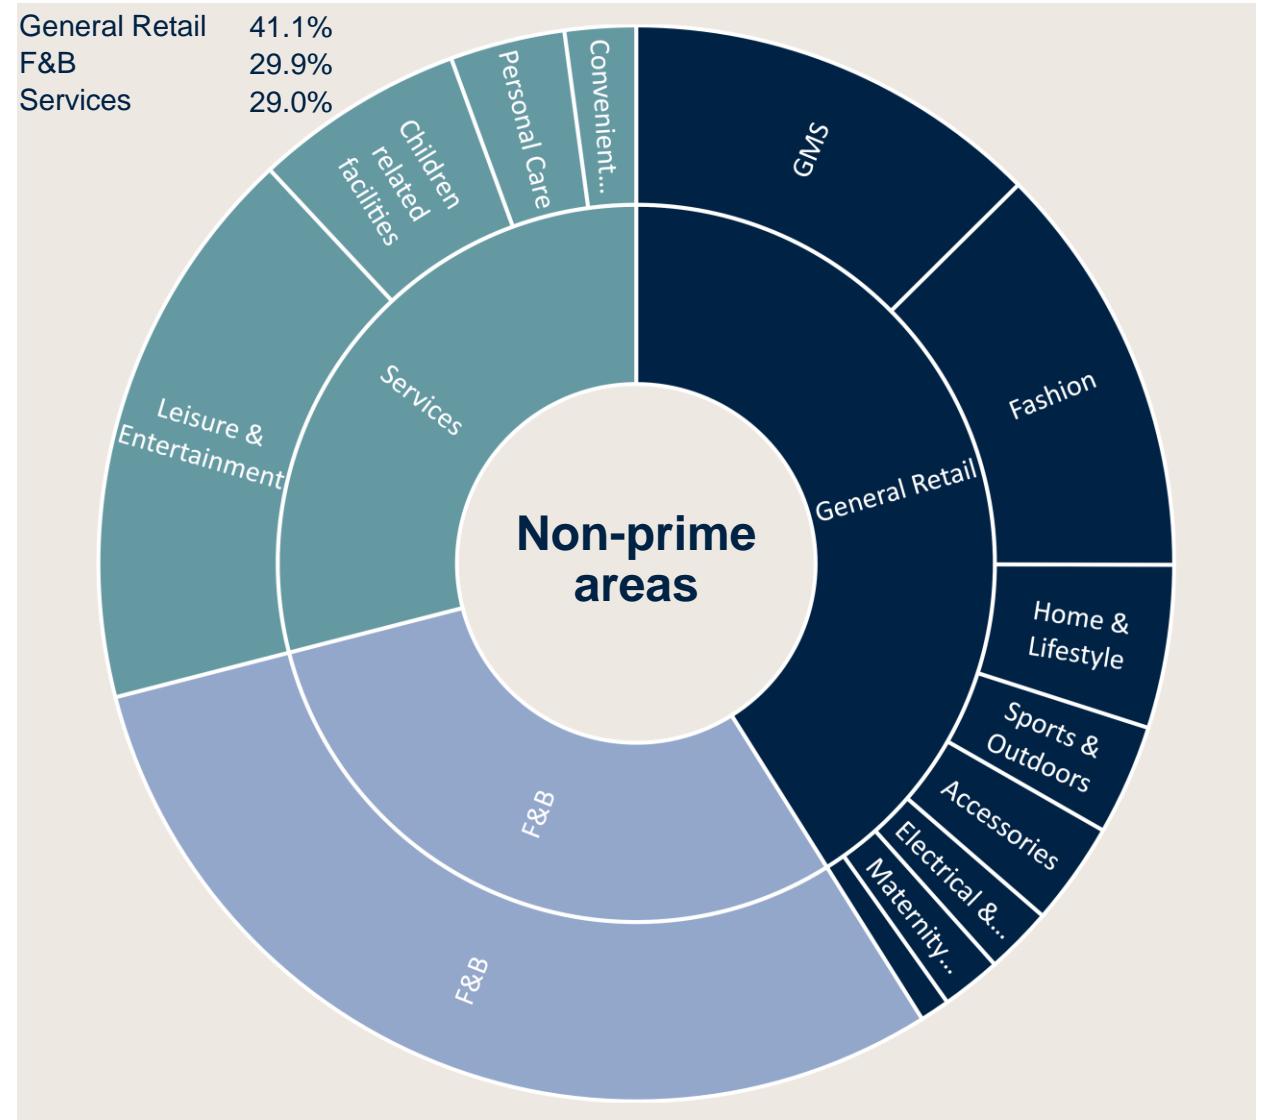 General Retail 41.1%
F&B 29.9%
Services 29.0%
Convenient...
Personal Care
Children
related
facilities
Leisure &
Entertainment
Services
GMS
Fashion
General Retail
Non-prime
areas
Home &
Lifestyle
Sports &
Outdoors
Accessories
Electrical &...
Maternity...
F&B
F&B